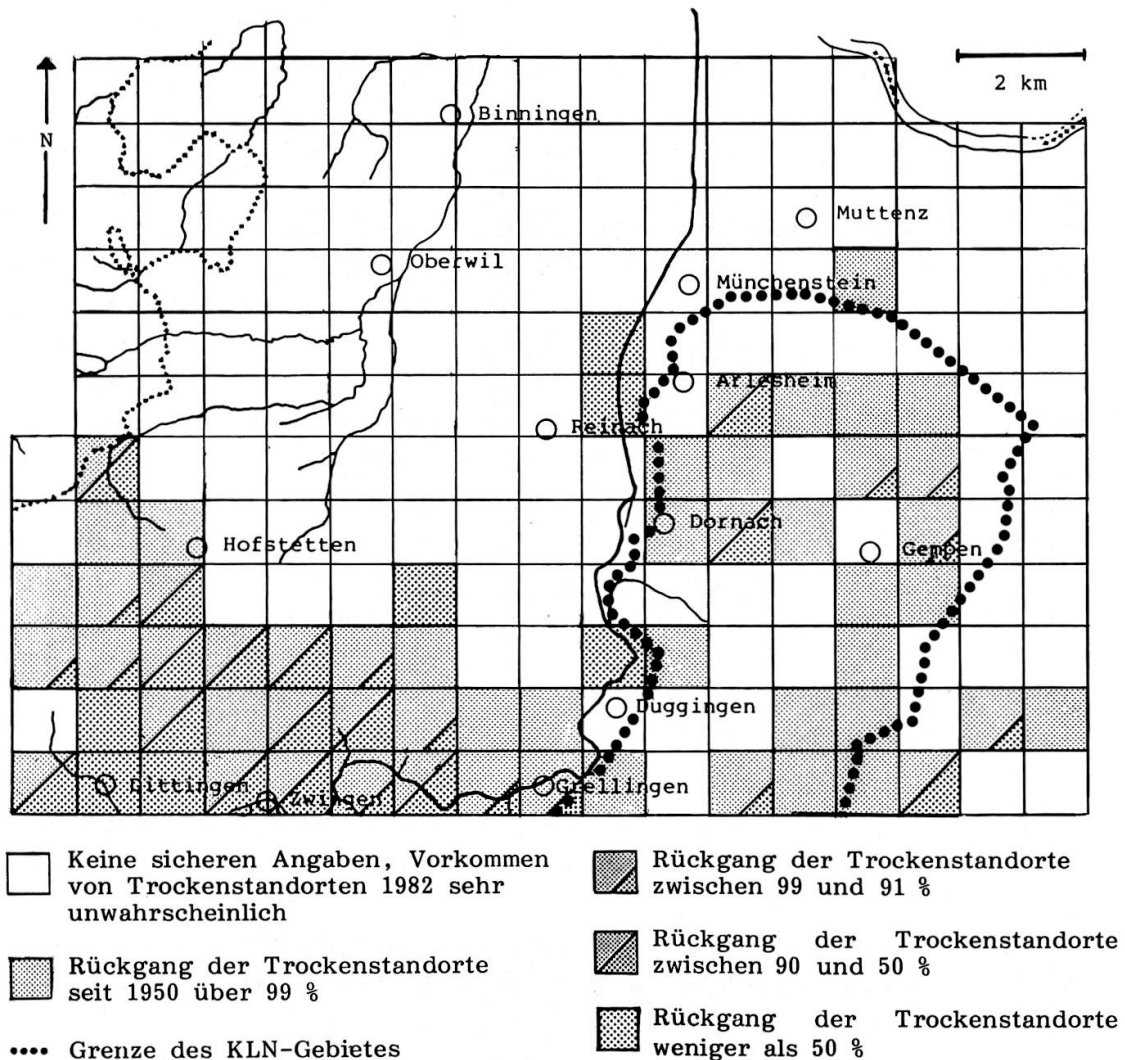 2 km
Binningen
N
Muttenz
Oberwil
Münchenstein
Arlesheim
Reinach
Dornach
Hofstetten
Gempen
Duggingen
Dittingen
Zwingen
Grellingen
Keine sicheren Angaben, Vorkommen
von Trockenstandorten 1982 sehr
unwahrscheinlich
Rückgang der Trockenstandorte
seit 1950 über 99 %
Grenze des KLN-Gebietes
Rückgang der Trockenstandorte
zwischen 99 und 91 %
Rückgang der Trockenstandorte
zwischen 90 und 50 %
Rückgang der Trockenstandorte
weniger als 50 %